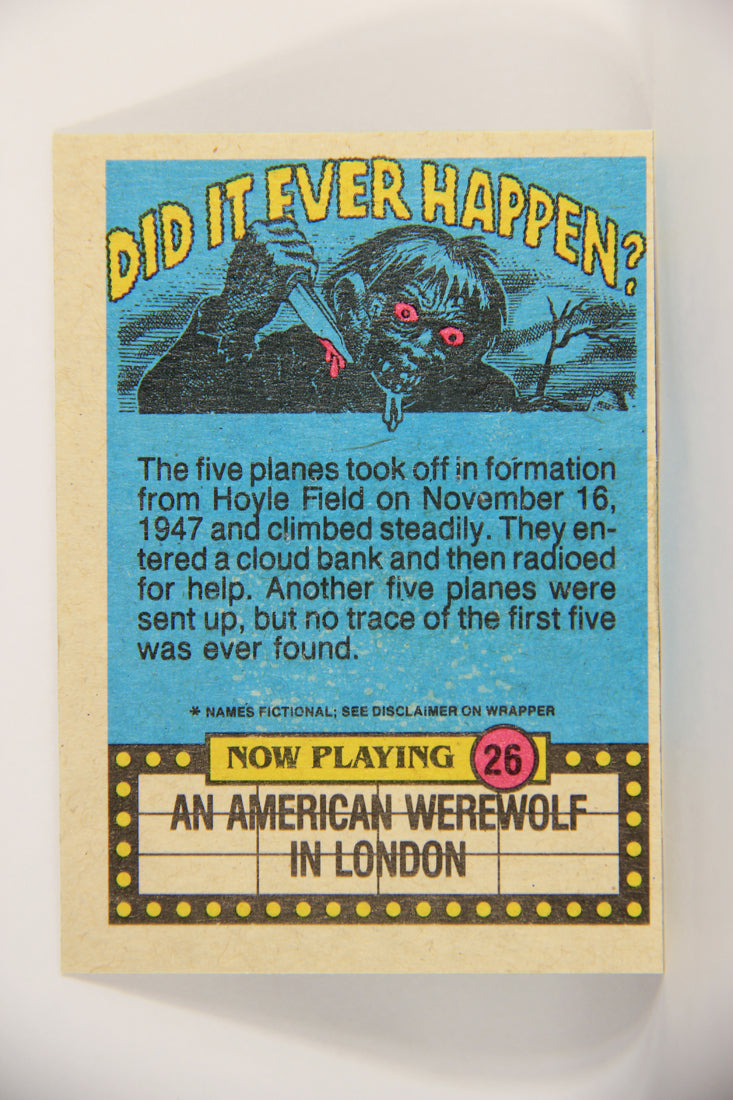 DID IT EVER HAPPEN?
The five planes took off in formation
from Hoyle Field on November 16,
1947 and climbed steadily. They en-
tered a cloud bank and then radioed
for help. Another five planes were
sent up, but no trace of the first five
was ever found.
* NAMES FICTIONAL; SEE DISCLAIMER ON WRAPPER
NOW PLAYING 26
AN AMERICAN WEREWOLF
IN LONDON